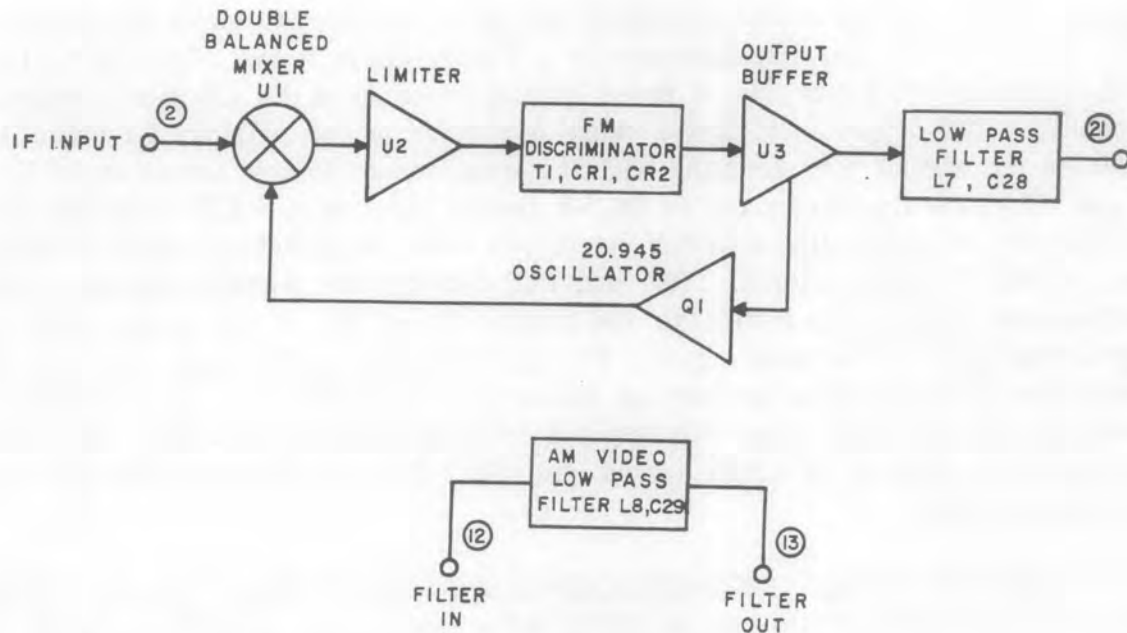 DOUBLE
BALANCED
MIXER
U1
LIMITER
OUTPUT
BUFFER
IF INPUT
2
U2
FM
DISCRIMINATOR
T1, CR1, CR2
U3
LOW PASS
FILTER
L7, C28
21
20.945
OSCILLATOR
Q1
AM VIDEO
LOW PASS
FILTER L8,C29
12
13
FILTER
IN
FILTER
OUT